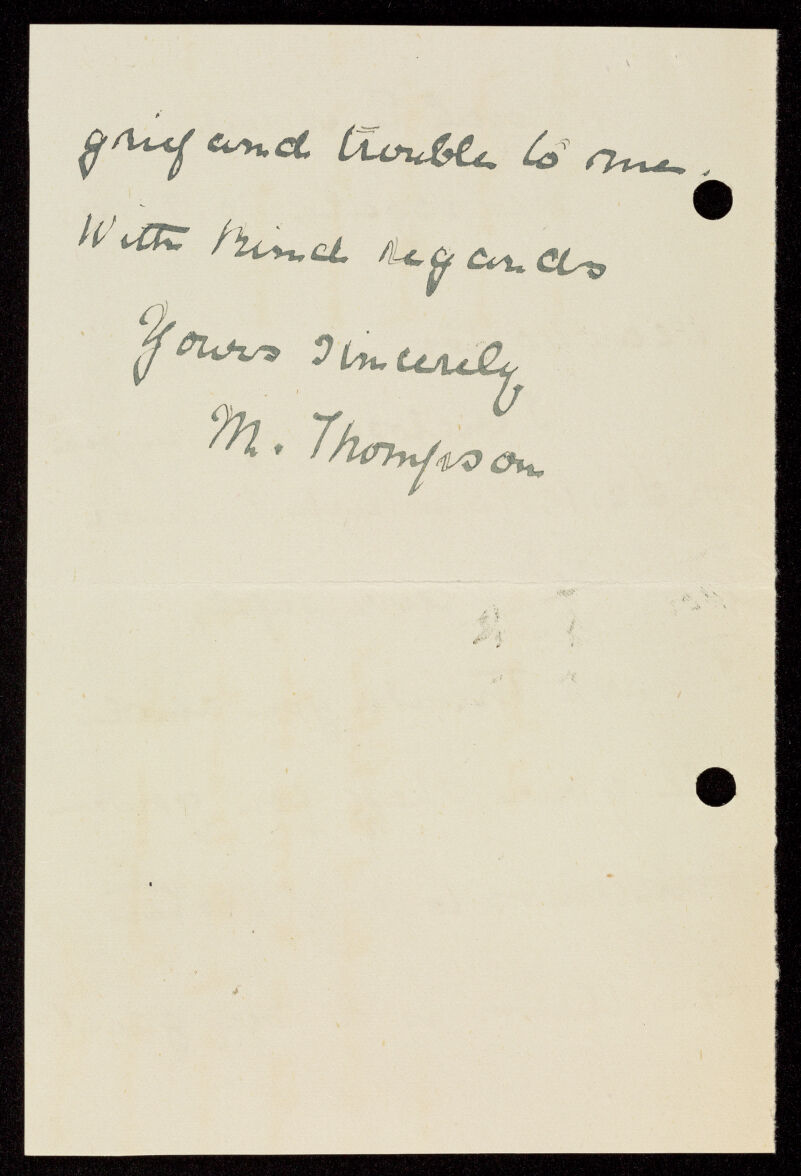 grief and trouble to me.
With kind regards
Yours sincerely
M. Thompson